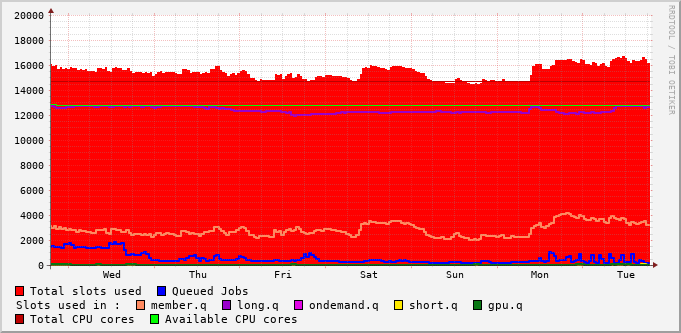 20000
18000
16000
14000
12000
10000
8000
6000
4000
2000
0
Wed Thu Fri Sat Sun Mon Tue
RRDTOOL / TOBI OETIKER
Total slots used Queued Jobs
Slots used in : member.q long.q ondemand.q short.q gpu.q
Total CPU cores Available CPU cores